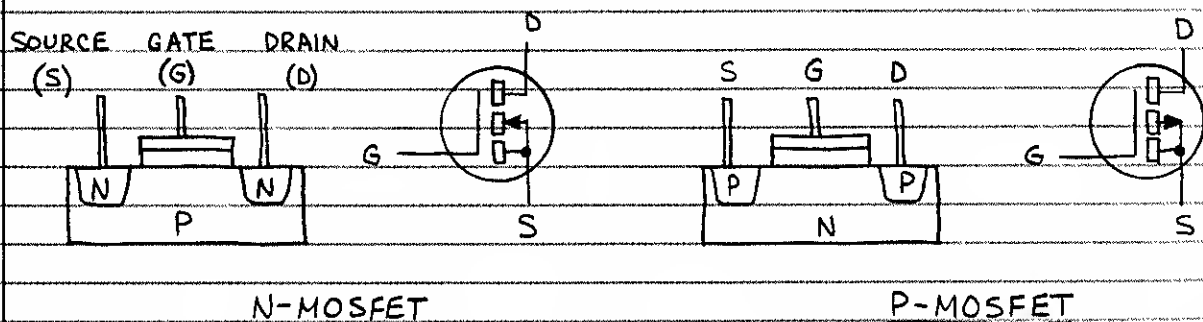 SOURCE GATE DRAIN
(S) (G) (D)
D
G
S
N N
P
S G D
P P
N
D
G
S
N-MOSFET
P-MOSFET